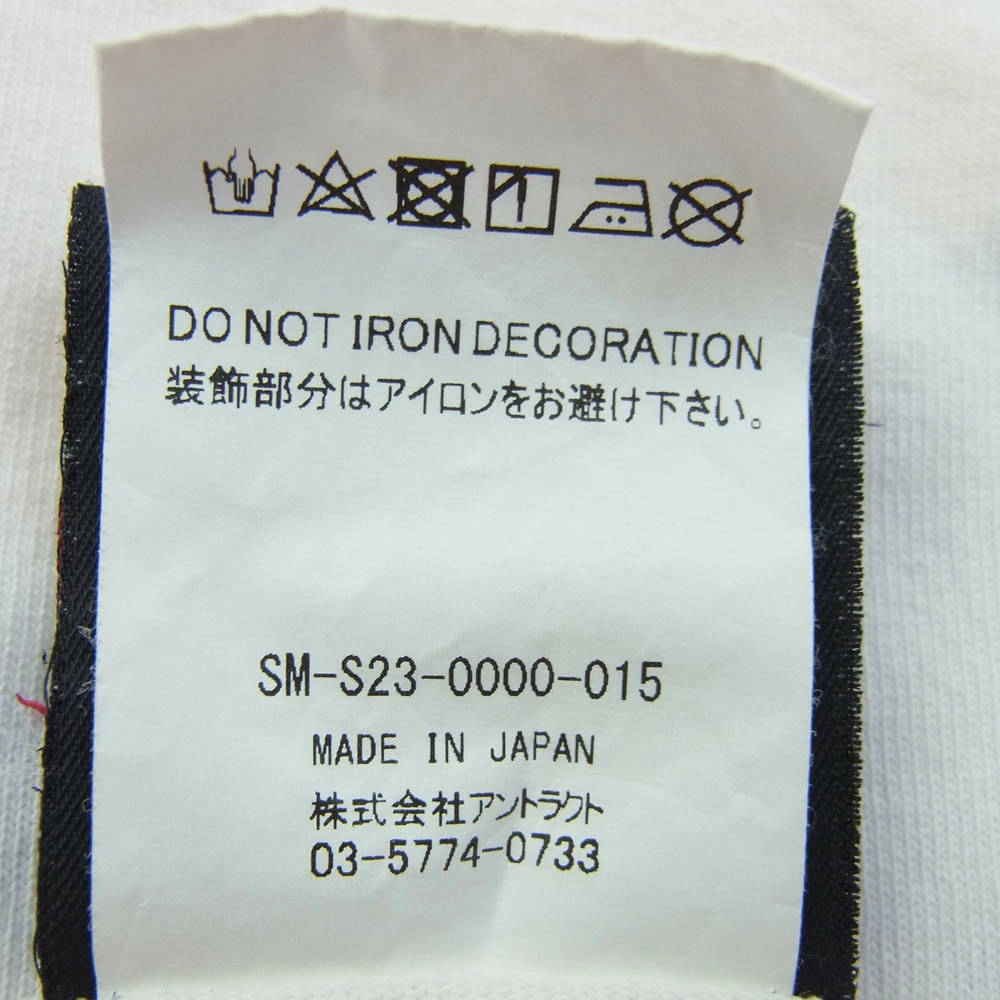 DO NOT IRON DECORATION
装飾部分はアイロンをお避け下さい。
SM-S23-0000-015
MADE IN JAPAN
株式会社アントラクト
03-5774-0733